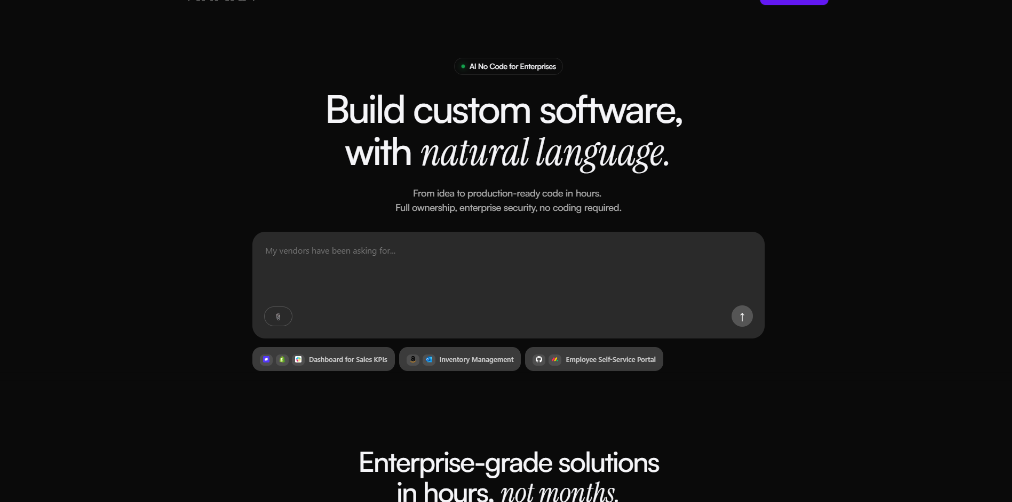 AI No Code for Enterprises
Build custom software,
with natural language.
From idea to production-ready code in hours.
Full ownership, enterprise security, no coding required.
My vendors have been asking for...
Dashboard for Sales KPIs
Inventory Management
Employee Self-Service Portal
Enterprise-grade solutions
in hours, not months.